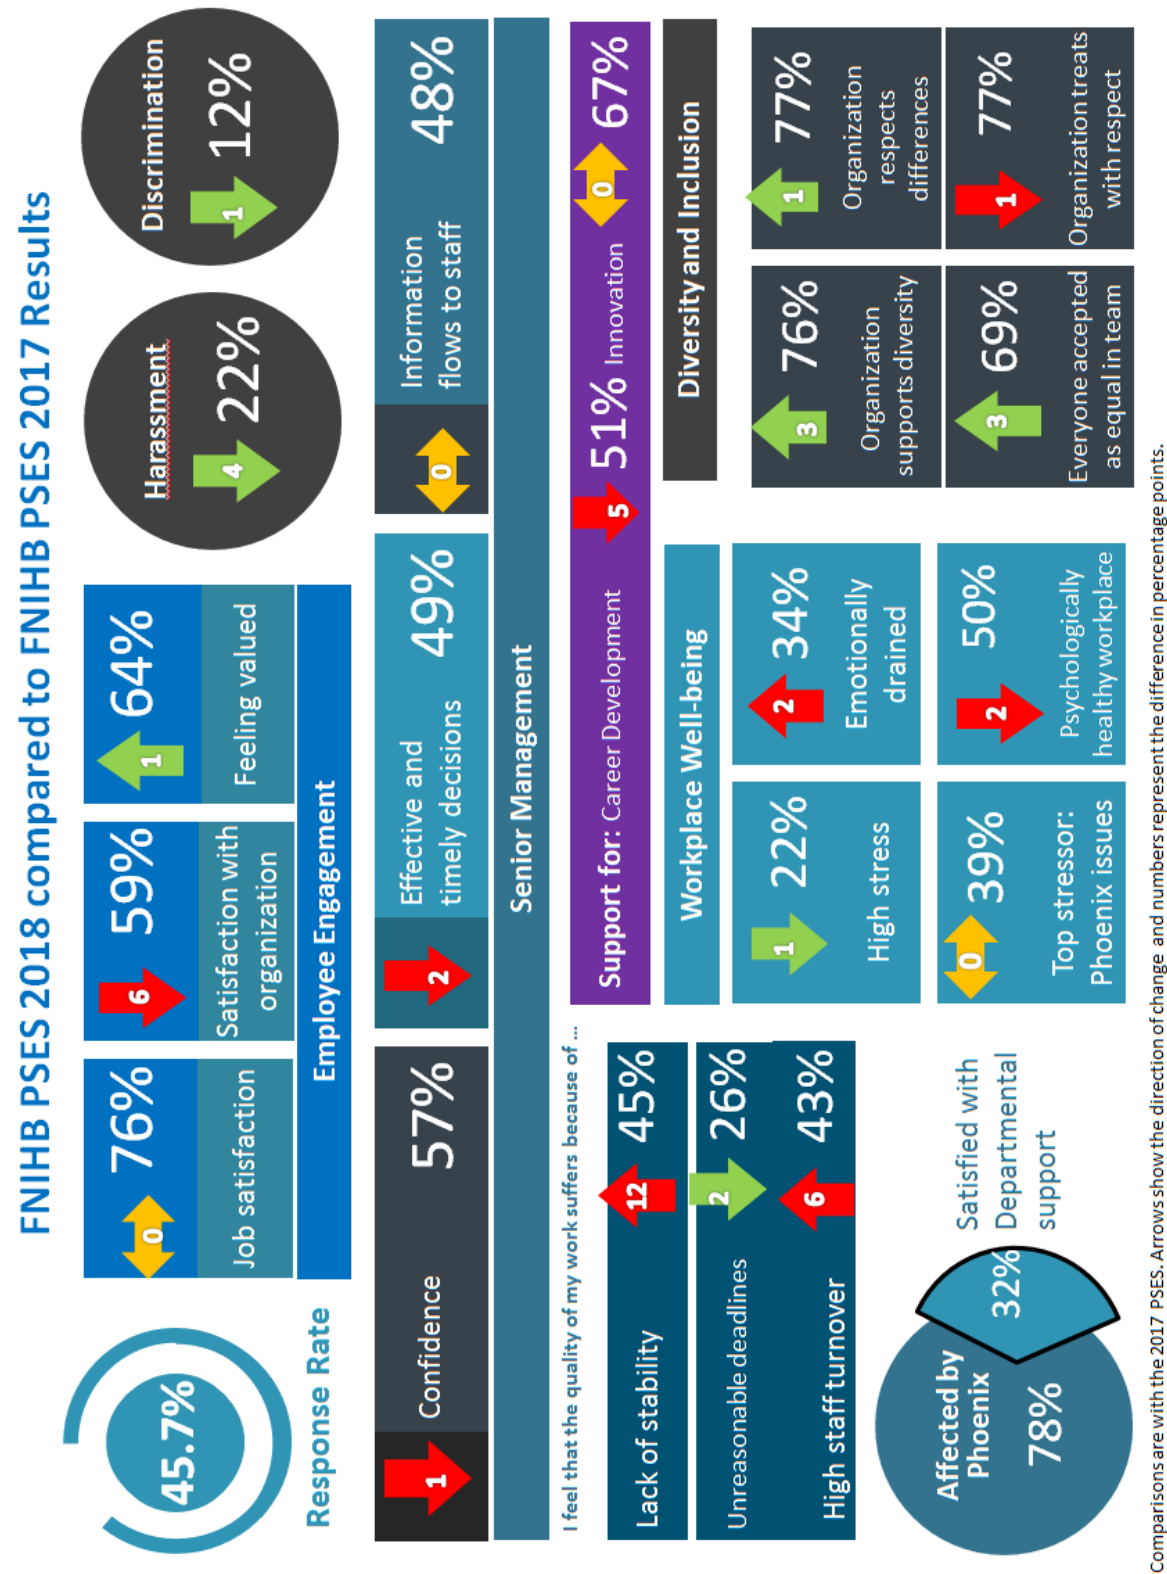 FNIHB PSES 2018 compared to FNIHB PSES 2017 Results
45.7%
Response Rate
0
76%
Job satisfaction
6
59%
Satisfaction with
organization
1
64%
Feeling valued
Employee Engagement
Harassment
4
22%
Discrimination
1
12%
1
Confidence
57%
2
Effective and
timely decisions
49%
0
Information
flows to staff
48%
Senior Management
I feel that the quality of my work suffers because of ...
Lack of stability
12
45%
Unreasonable deadlines
2
26%
High staff turnover
6
43%
Affected by
Phoenix
78%
32%
Satisfied with
Departmental
support
Support for: Career Development
5
51%
Innovation
0
67%
Workplace Well-being
1
22%
High stress
2
34%
Emotionally
drained
0
39%
Top stressor:
Phoenix issues
2
50%
Psychologically
healthy workplace
Diversity and Inclusion
3
76%
Organization
supports diversity
1
77%
Organization
respects
differences
3
69%
Everyone accepted
as equal in team
1
77%
Organization treats
with respect
Comparisons are with the 2017 PSES. Arrows show the direction of change and numbers represent the difference in percentage points.